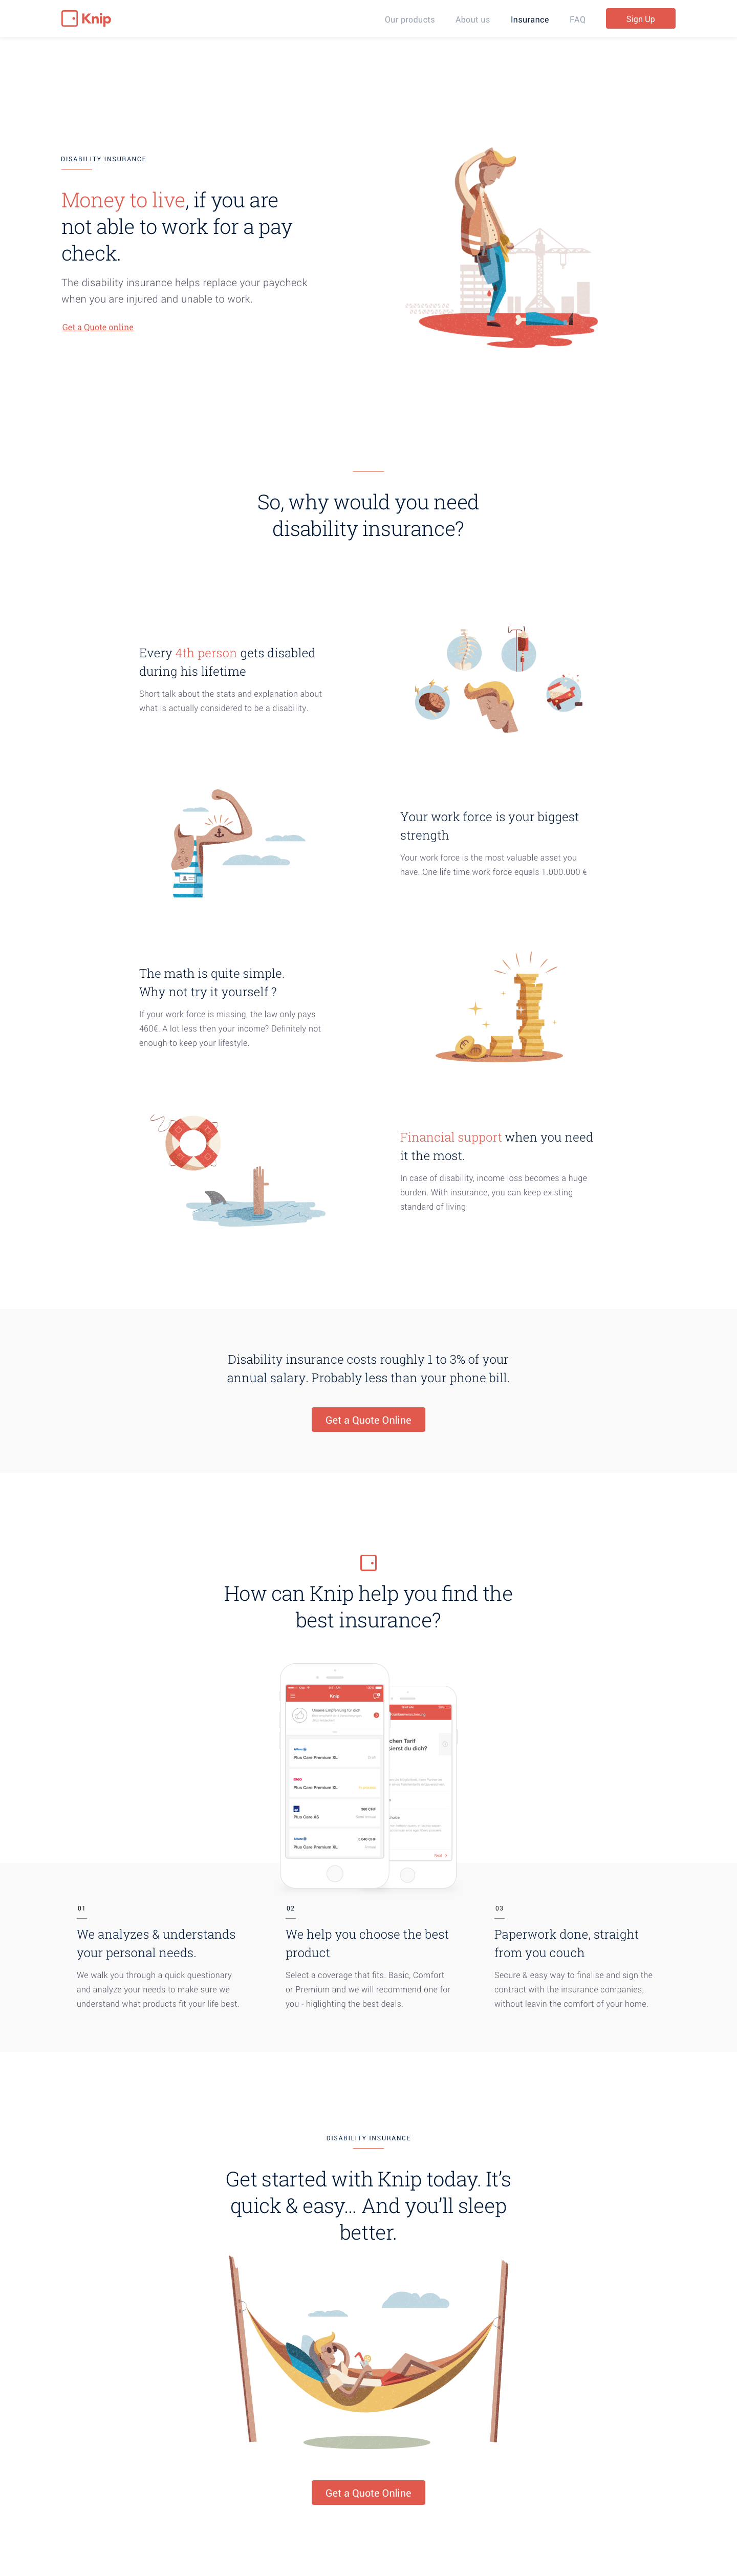 Knip
Our products
About us
Insurance
FAQ
Sign Up
DISABILITY INSURANCE
Money to live, if you are
not able to work for a pay
check.
The disability insurance helps replace your paycheck
when you are injured and unable to work.
Get a Quote online
So, why would you need
disability insurance?
Every 4th person gets disabled
during his lifetime
Short talk about the stats and explanation about
what is actually considered to be a disability.
Your work force is your biggest
strength
Your work force is the most valuable asset you
have. One life time work force equals 1.000.000 €
The math is quite simple.
Why not try it yourself ?
If your work force is missing, the law only pays
460€. A lot less then your income? Definitely not
enough to keep your lifestyle.
Financial support when you need
it the most.
In case of disability, income loss becomes a huge
burden. With insurance, you can keep existing
standard of living
Disability insurance costs roughly 1 to 3% of your
annual salary. Probably less than your phone bill.
Get a Quote Online
How can Knip help you find the
best insurance?
Knip
Unsere Empfehlung für dich
Plus Care Premium XL
Plus Care Premium XL
Plus Care XS
Plus Care Premium XL
chen Tarif
sierst du dich?
Next
01
We analyzes & understands
your personal needs.
We walk you through a quick questionary
and analyze your needs to make sure we
understand what products fit your life best.
02
We help you choose the best
product
Select a coverage that fits. Basic, Comfort
or Premium and we will recommend one for
you - higlighting the best deals.
03
Paperwork done, straight
from you couch
Secure & easy way to finalise and sign the
contract with the insurance companies,
without leavin the comfort of your home.
DISABILITY INSURANCE
Get started with Knip today. It’s
quick & easy... And you’ll sleep
better.
Get a Quote Online